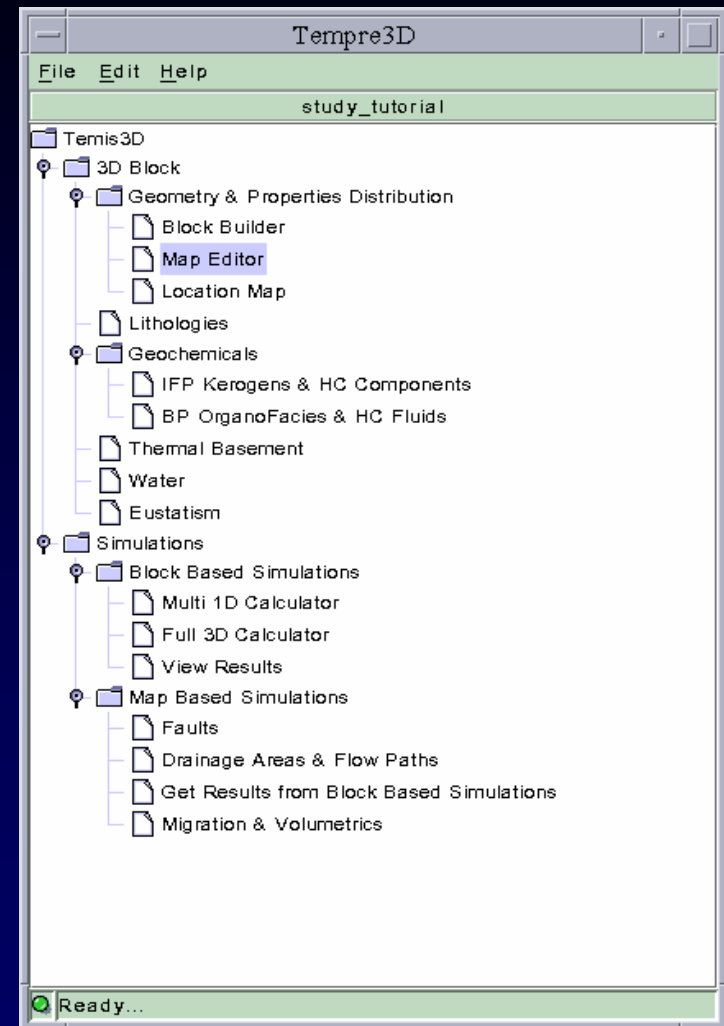 Tempre3D
File Edit Help
study_tutorial
Temis3D
3D Block
Geometry & Properties Distribution
Block Builder
Map Editor
Location Map
Lithologies
Geochemicals
IFP Kerogens & HC Components
BP OrganoFacies & HC Fluids
Thermal Basement
Water
Eustatism
Simulations
Block Based Simulations
Multi 1D Calculator
Full 3D Calculator
View Results
Map Based Simulations
Faults
Drainage Areas & Flow Paths
Get Results from Block Based Simulations
Migration & Volumetrics
Ready...